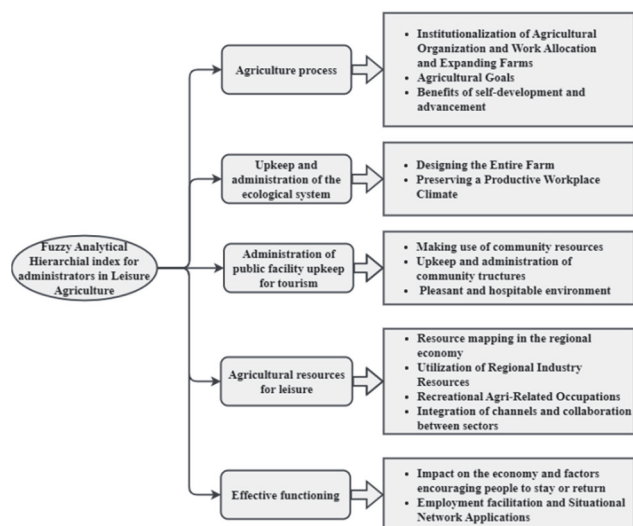 Fuzzy Analytical
Hierarchial index for
administrators in Leisure
Agriculture
Agriculture process
• Institutionalization of Agricultural
Organization and Work Allocation
and Expanding Farms
• Agricultural Goals
• Benefits of self-development and
advancement
Upkeep and
administration of the
ecological system
• Designing the Entire Farm
• Preserving a Productive Workplace
Climate
Administration of
public facility upkeep
for tourism
• Making use of community resources
• Upkeep and administration of
community tructures
• Pleasant and hospitable environment
Agricultural resources
for leisure
• Resource mapping in the regional
economy
• Utilization of Regional Industry
Resources
• Recreational Agri-Related Occupations
• Integration of channels and collaboration
between sectors
Effective functioning
• Impact on the economy and factors
encouraging people to stay or return
• Employment facilitation and Situational
Network Applications